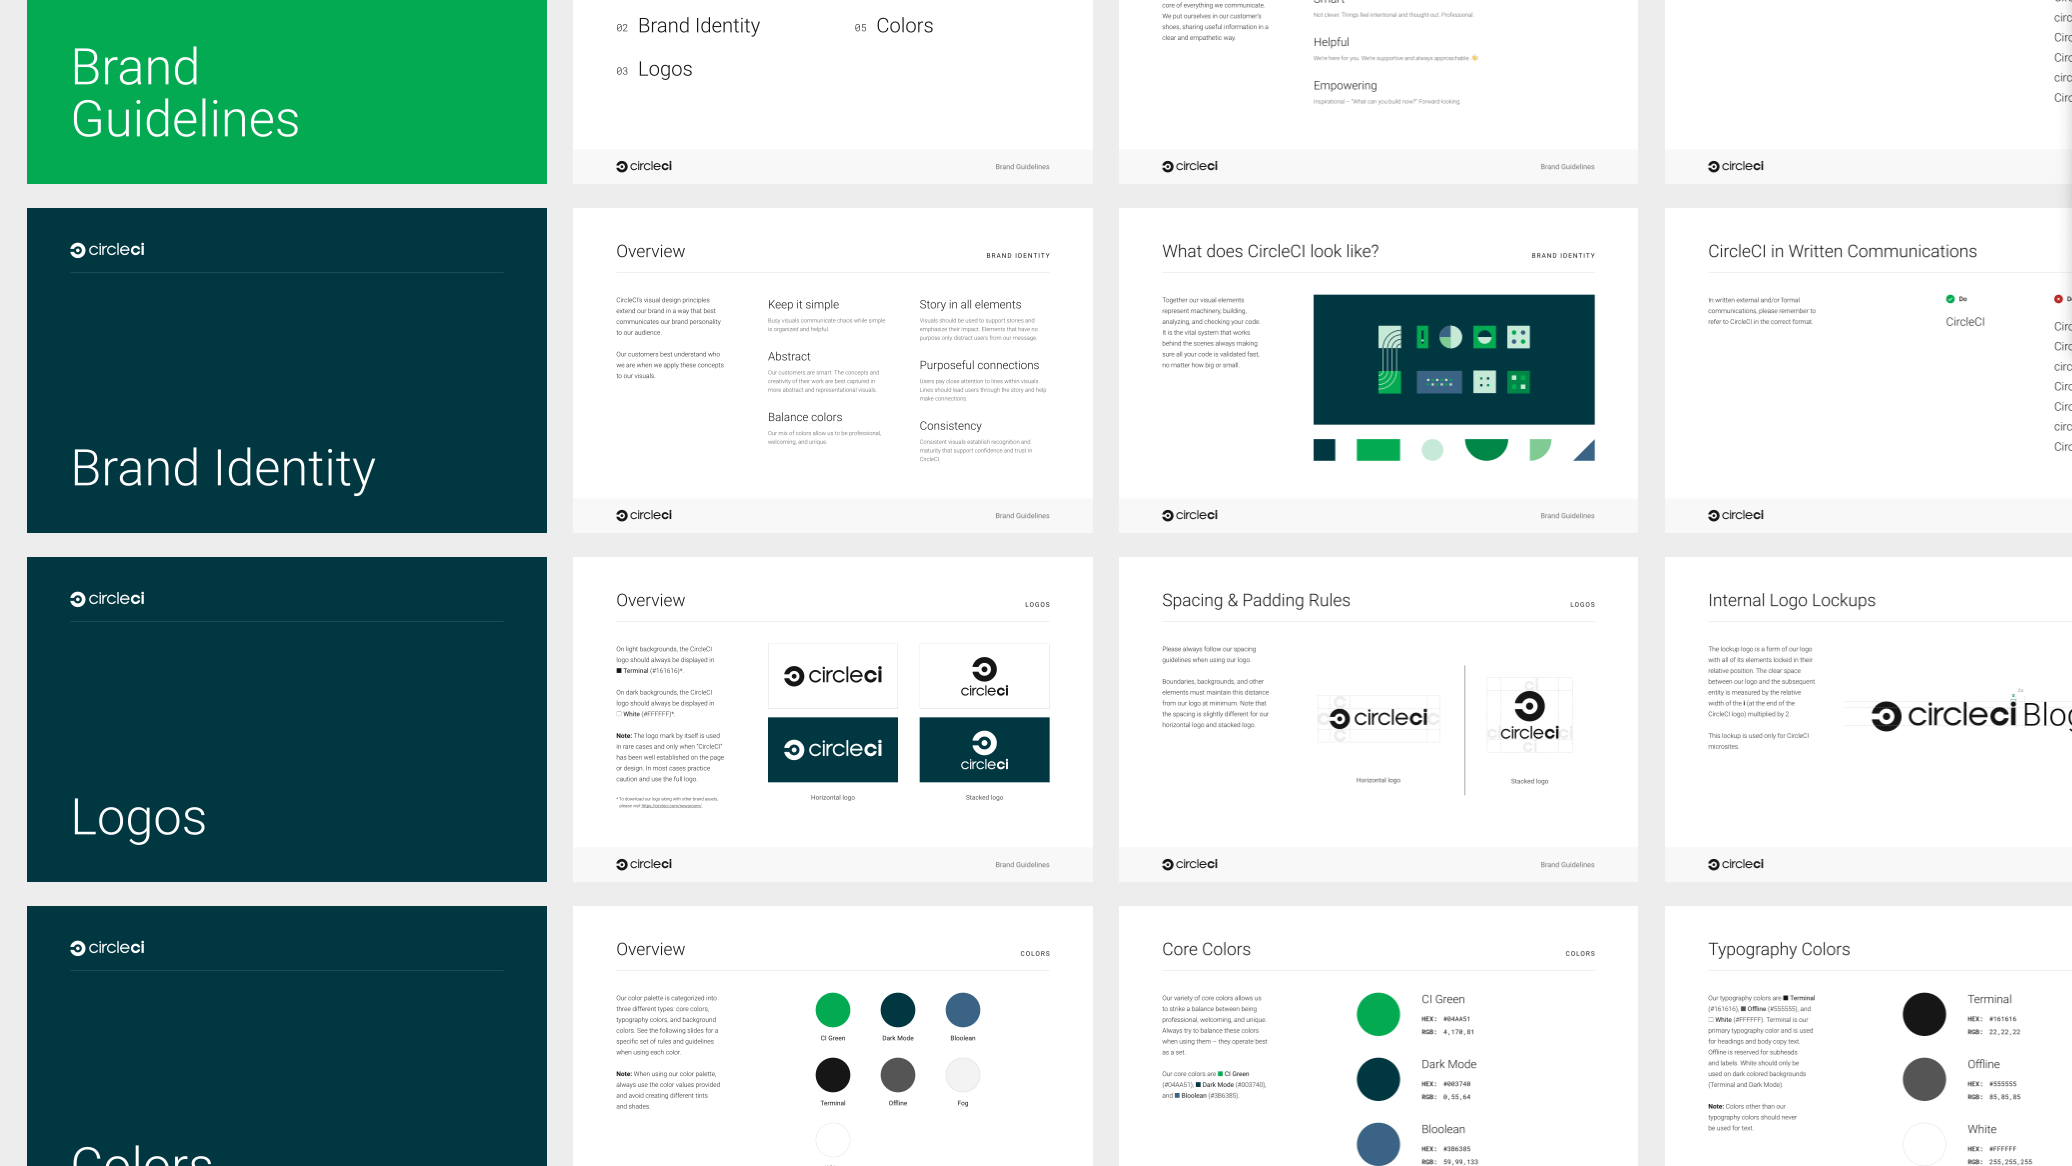 Brand
Guidelines
02 Brand Identity
03 Logos
05 Colors
circleci
Brand Guidelines
core of everything we communicate.
We put ourselves in our customer's
shoes, sharing useful information in a
clear and empathetic way.
Not clever. Things feel intentional and thought out. Professional.
Helpful
We're here for you. We're supportive and always approachable.
Empowering
Inspirational – "What can you build now?" Forward-looking.
circleci
Brand Guidelines
circleci
circleci
Brand Identity
Overview
BRAND IDENTITY
CircleCI's visual design principles
extend our brand in a way that best
communicates our brand personality
to our audience.
Our customers best understand who
we are when we apply these concepts
to our visuals.
Keep it simple
Busy visuals communicate chaos while simple
is organized and helpful.
Abstract
Our customers are smart. The concepts and
creativity of their work are best captured in
more abstract and representational visuals.
Balance colors
Our mix of colors allow us to be professional,
welcoming, and unique.
Story in all elements
Visuals should be used to support stories and
emphasize their impact. Elements that have no
purpose only distract users from our message.
Purposeful connections
Users pay close attention to lines within visuals.
Lines should lead users through the story and help
make connections.
Consistency
Consistent visuals establish recognition and
maturity that support confidence and trust in
CircleCI
circleci
Brand Guidelines
What does CircleCI look like?
BRAND IDENTITY
Together our visual elements
represent machinery, building,
analyzing, and checking your code.
It is the vital system that works
behind the scenes always making
sure all your code is validated fast,
no matter how big or small.
circleci
Brand Guidelines
CircleCI in Written Communications
In written external and/or formal
communications, please remember to
refer to CircleCI in the correct format.
Do
CircleCI
circleci
circleci
Logos
Overview
LOGOS
On light backgrounds, the CircleCI
logo should always be displayed in
Terminal (#161616)*.
On dark backgrounds, the CircleCI
logo should always be displayed in
White (#FFFFFF)*.
Note: The logo mark by itself is used
in rare cases and only when "CircleCI"
has been well established on the page
or design. In most cases practice
caution and use the full logo.
* To download our logo along with other brand assets,
please visit https://circleci.com/newsroom/
circleci
circleci
circleci
circleci
Horizontal logo
Stacked logo
circleci
Brand Guidelines
Spacing & Padding Rules
LOGOS
Please always follow our spacing
guidelines when using our logo.
Boundaries, backgrounds, and other
elements must maintain this distance
from our logo at minimum. Note that
the spacing is slightly different for our
horizontal logo and stacked logo.
circleci
circleci
Horizontal logo
Stacked logo
circleci
Brand Guidelines
Internal Logo Lockups
The lockup logo is a form of our logo
with all of its elements locked in their
relative position. The clear space
between our logo and the subsequent
entity is measured by the relative
width of the i (at the end of the
CircleCI logo) multiplied by 2.
This lockup is used only for CircleCI
microsites.
2x
circleci Blog
circleci
circleci
Colors
Overview
COLORS
Our color palette is categorized into
three different types: core colors,
typography colors, and background
colors. See the following slides for a
specific set of rules and guidelines
when using each color.
Note: When using our color palette,
always use the color values provided
and avoid creating different tints
and shades.
CI Green
Dark Mode
Bloolean
Terminal
Offline
Fog
Core Colors
COLORS
Our variety of core colors allows us
to strike a balance between being
professional, welcoming, and unique.
Always try to balance these colors
when using them – they operate best
as a set.
Our core colors are CI Green
(#04AA51), Dark Mode (#003740),
and Bloolean (#3B6385).
CI Green
HEX: #04AA51
RGB: 4,170,81
Dark Mode
HEX: #003740
RGB: 0,55,64
Bloolean
HEX: #3B6385
RGB: 59,99,133
Typography Colors
Our typography colors are Terminal
(#161616), Offline (#555555), and
White (#FFFFFF). Terminal is our
primary typography color and is used
for headings and body copy text.
Offline is reserved for subheads
and labels. White should only be
used on dark colored backgrounds
(Terminal and Dark Mode).
Note: Colors other than our
typography colors should never
be used for text.
Terminal
HEX: #161616
RGB: 22,22,22
Offline
HEX: #555555
RGB: 85,85,85
White
HEX: #FFFFFF
RGB: 255,255,255